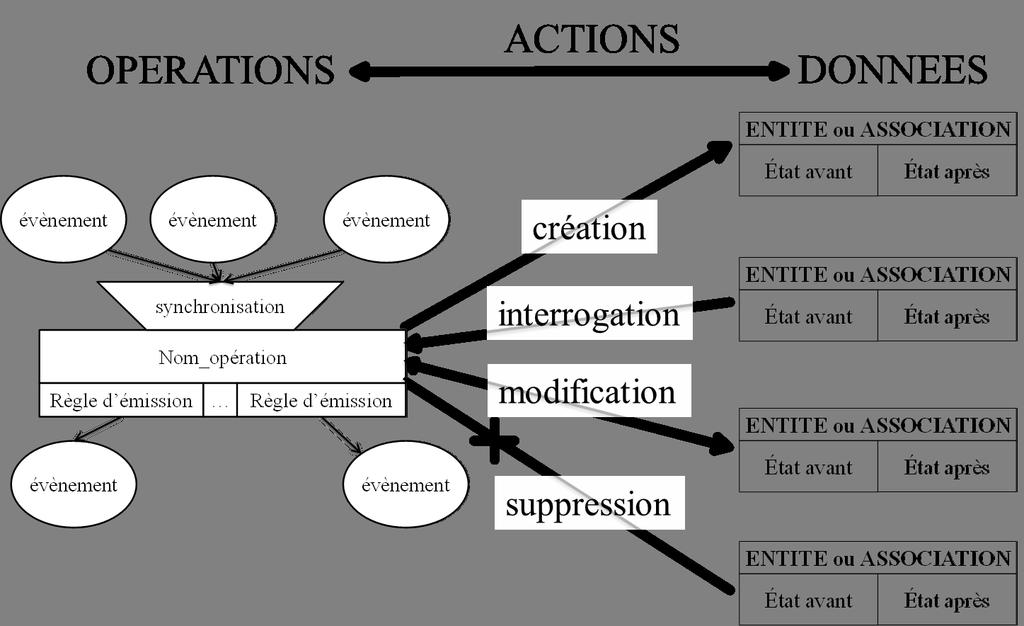 ACTIONS
OPERATIONS
DONNEES
évènement
évènement
évènement
synchronisation
Nom_opération
Règle d’émission
…
Règle d’émission
évènement
évènement
création
interrogation
modification
suppression
ENTITE ou ASSOCIATION
État avant
État après
ENTITE ou ASSOCIATION
État avant
État après
ENTITE ou ASSOCIATION
État avant
État après
ENTITE ou ASSOCIATION
État avant
État après